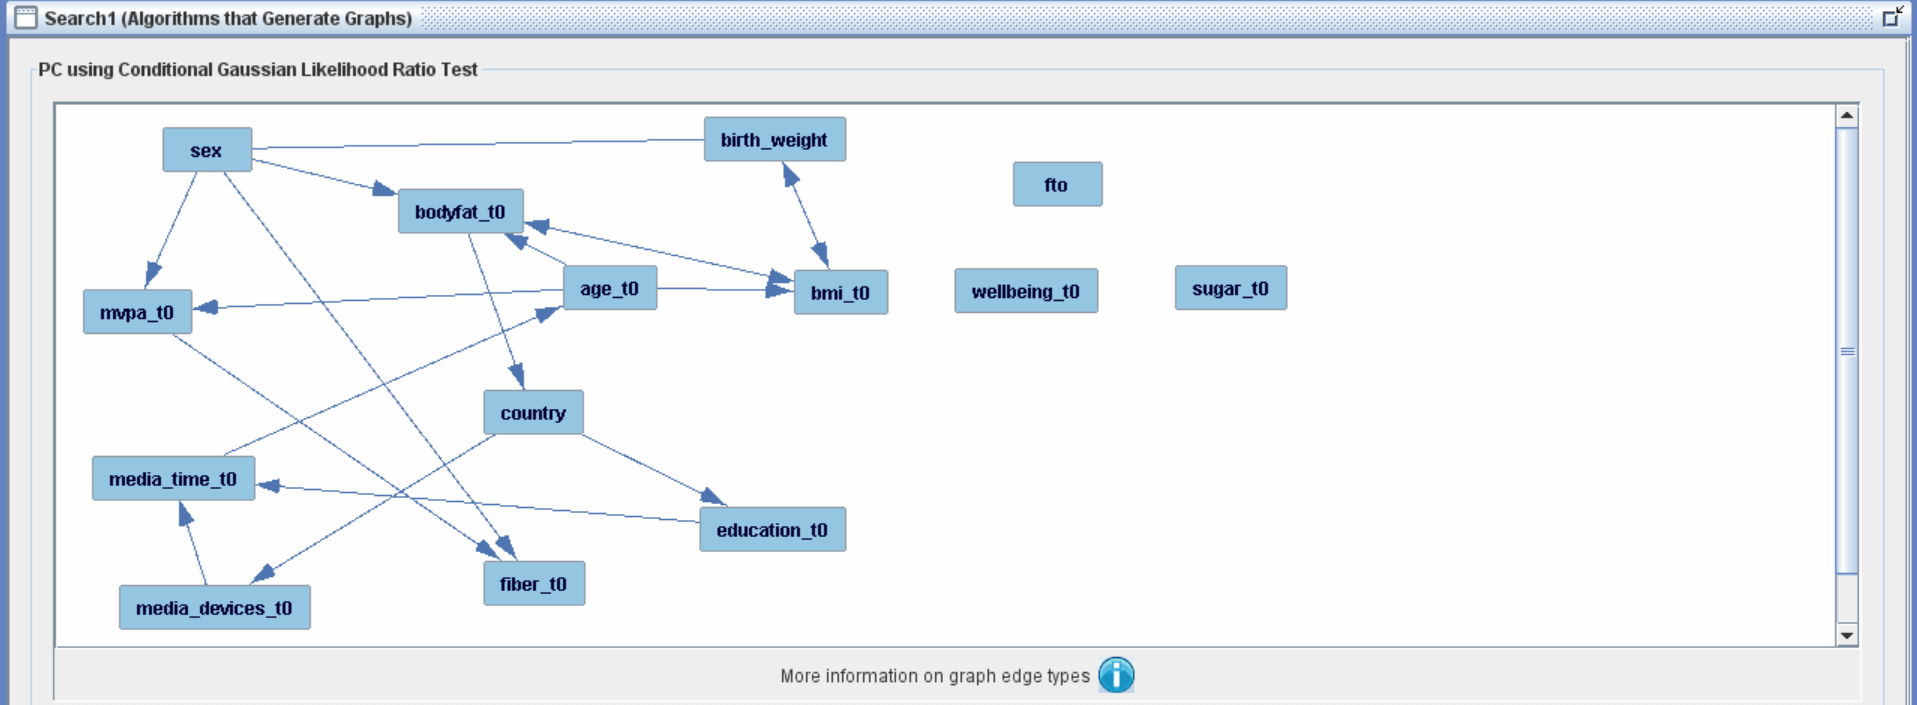 Search1 (Algorithms that Generate Graphs)
PC using Conditional Gaussian Likelihood Ratio Test
sex
birth_weight
fto
bodyfat_t0
mvpa_t0
age_t0
bmi_t0
wellbeing_t0
sugar_t0
country
media_time_t0
education_t0
fiber_t0
media_devices_t0
More information on graph edge types